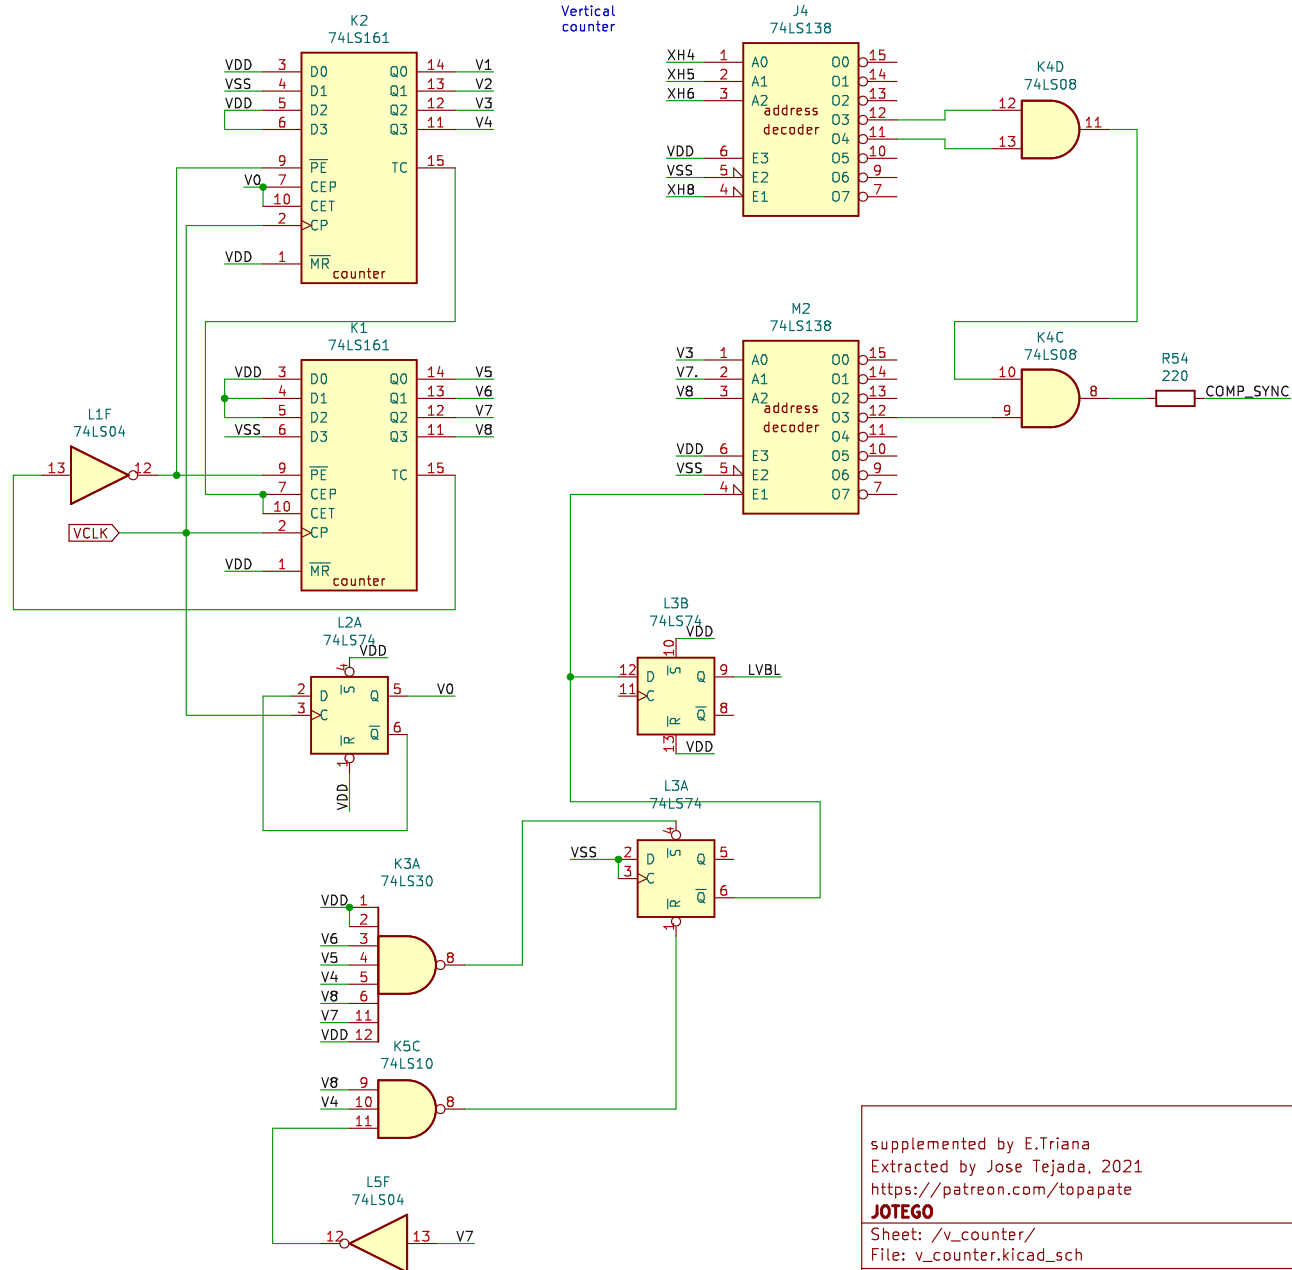 Vertical
counter
K2
74LS161
VDD 3 D0 Q0 14 V1
VSS 4 D1 Q1 13 V2
VDD 5 D2 Q2 12 V3
6 D3 Q3 11 V4
9 PE TC 15
V0 7 CEP
10 CET
2 CP
VDD 1 MR
counter
J4
74LS138
XH4 1 A0 O0 15
XH5 2 A1 O1 14
XH6 3 A2 O2 13
address
decoder
O3 12
O4 11
VDD 6 E3 O5 10
VSS 5 E2 O6 9
XH8 4 E1 O7 7
K4D
74LS08
12
13
11
K1
74LS161
VDD 3 D0 Q0 14 V5
4 D1 Q1 13 V6
5 D2 Q2 12 V7
VSS 6 D3 Q3 11 V8
9 PE TC 15
7 CEP
10 CET
2 CP
VDD 1 MR
counter
L1F
74LS04
13 12
VCLK
M2
74LS138
V3 1 A0 O0 15
V7. 2 A1 O1 14
V8 3 A2 O2 13
address
decoder
O3 12
O4 11
VDD 6 E3 O5 10
VSS 5 E2 O6 9
4 E1 O7 7
K4C
74LS08
10
9
8
R54
220
COMP_SYNC
L2A
74LS74
VDD
4
S
2 D Q 5 V0
3 C
Q 6
R
1
VDD
L3B
74LS74
VDD
10
S
12 D Q 9 LVBL
11 C
Q 8
R
13 VDD
L3A
74LS74
4
S
VSS 2 D Q 5
3 C
Q 6
R
1
K3A
74LS30
VDD 1
2
V6 3
V5 4
8
V4 5
V8 6
V7 11
VDD 12
K5C
74LS10
V8 9
V4 10
8
11
L5F
74LS04
12 13 V7
supplemented by E.Triana
Extracted by Jose Tejada, 2021
https://patreon.com/topapate
JOTEGO
Sheet: /v_counter/
File: v_counter.kicad_sch